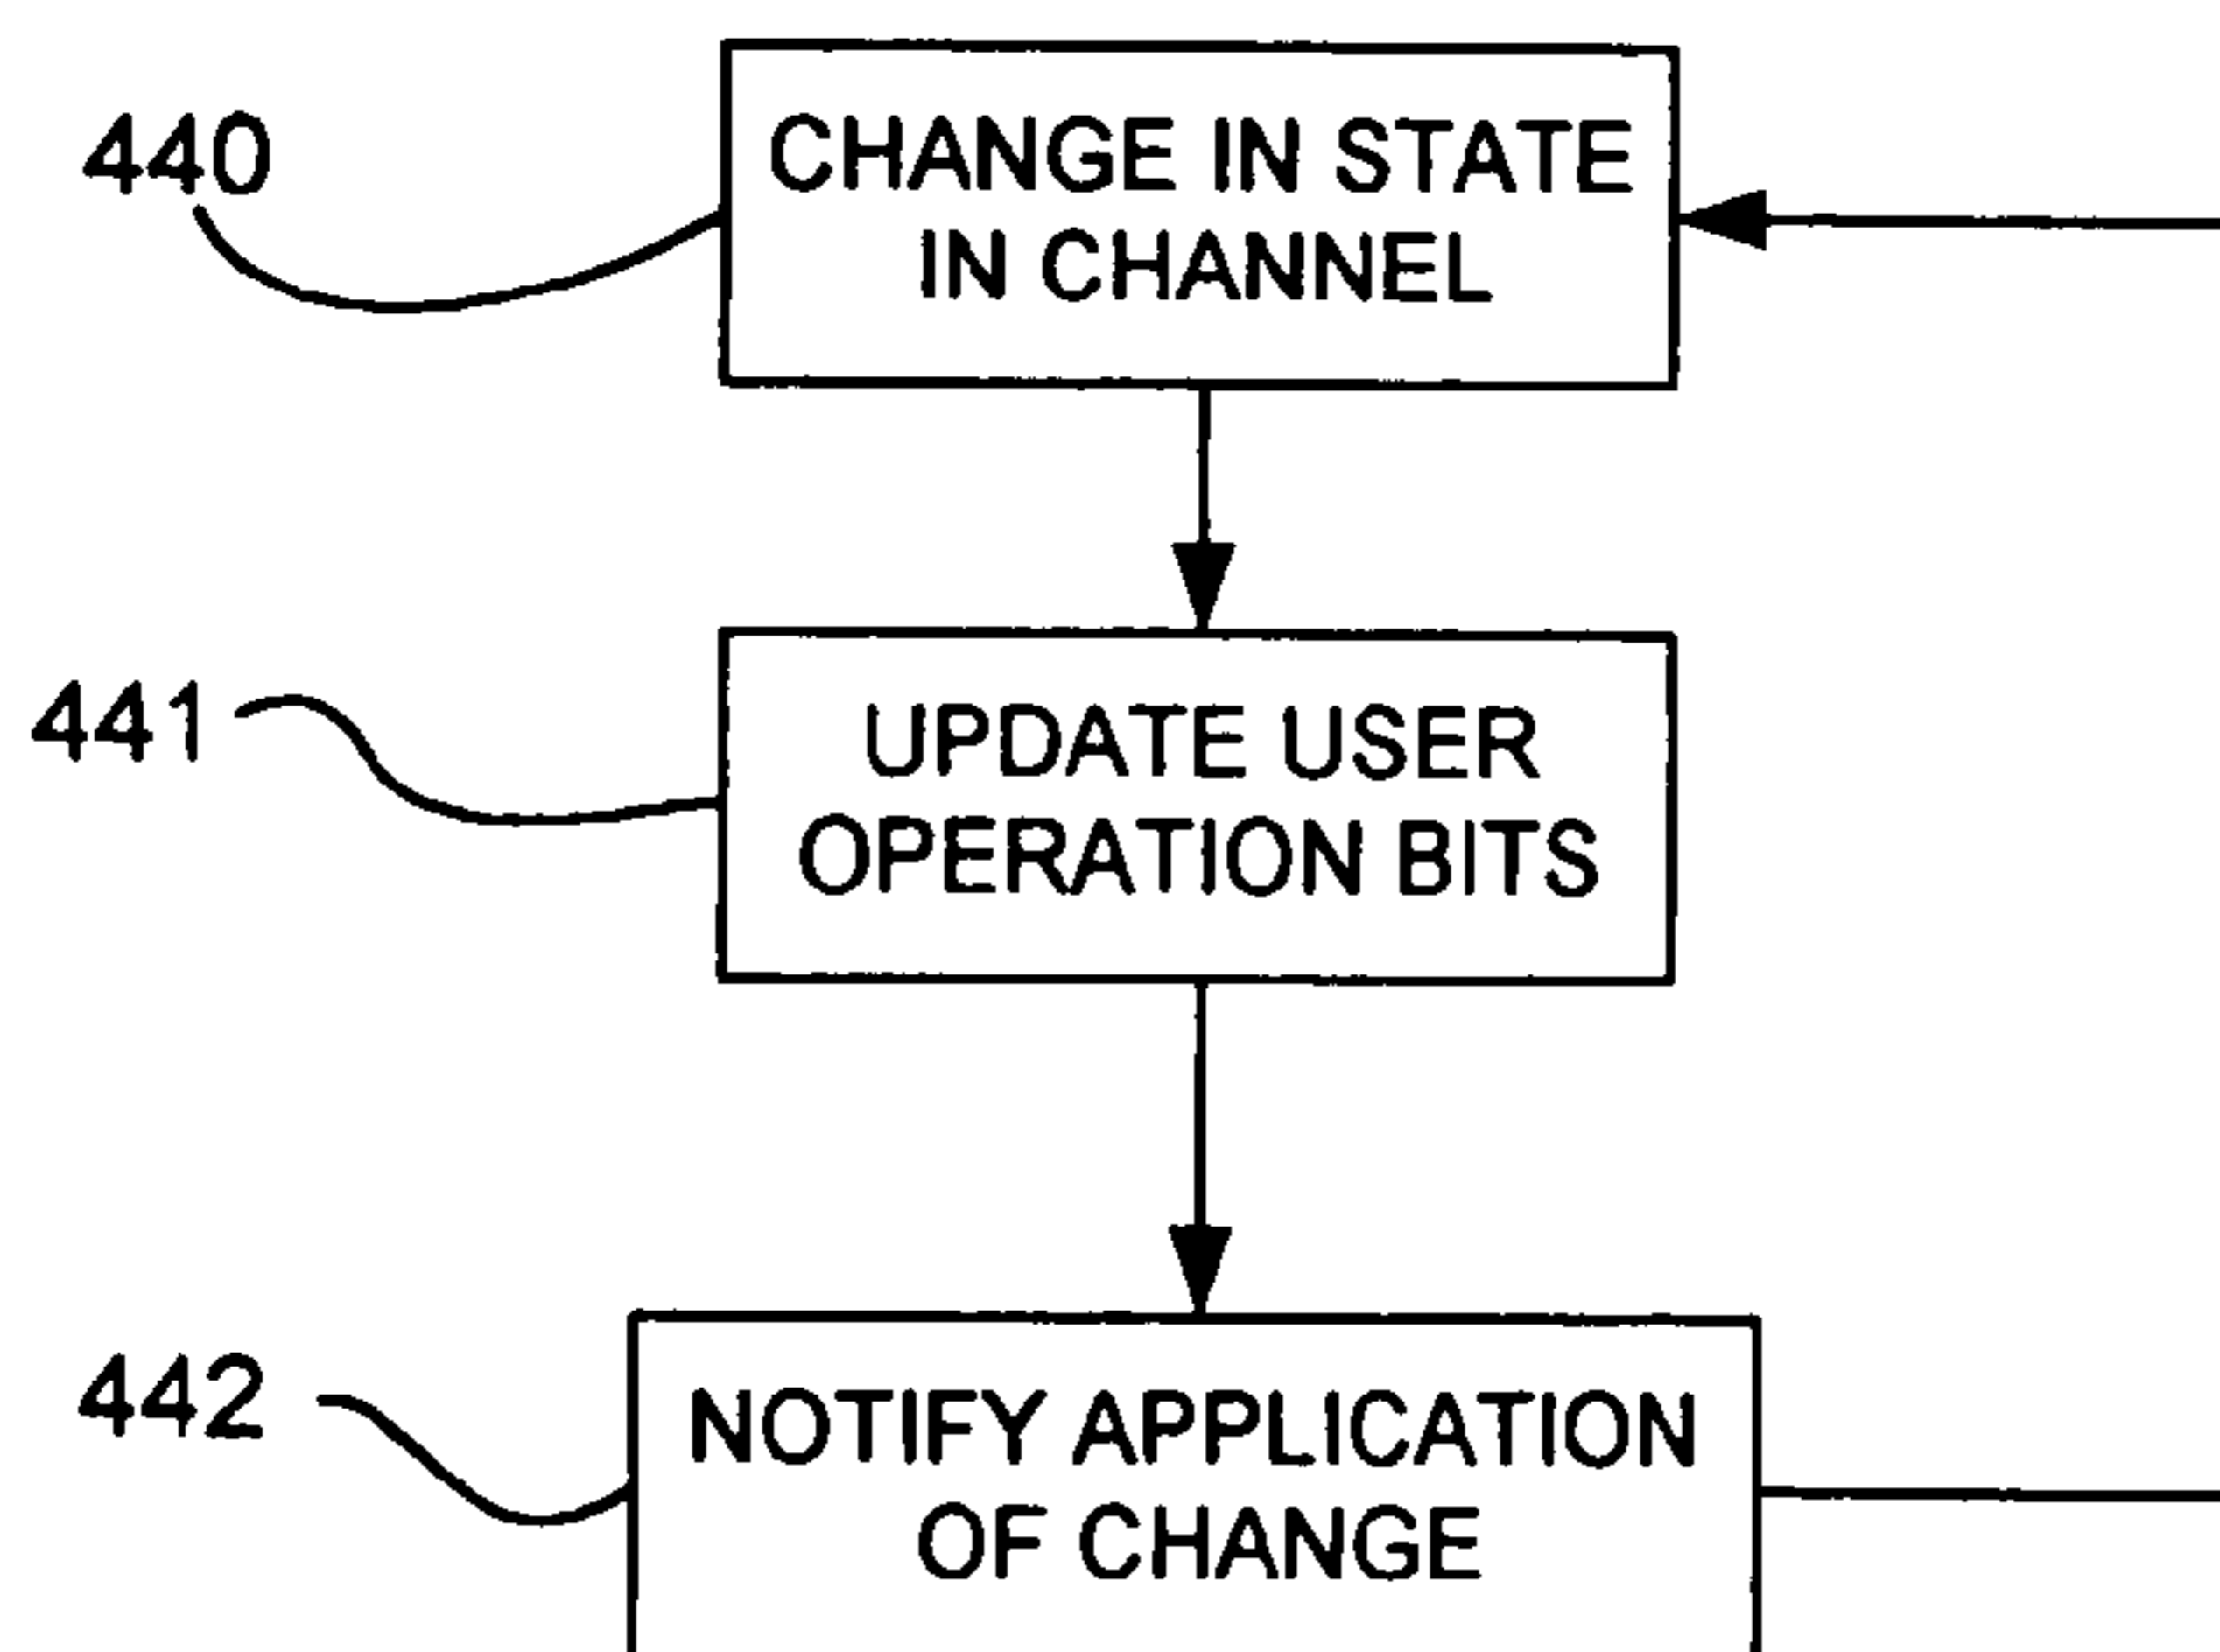 440
CHANGE IN STATE
IN CHANNEL
441
UPDATE USER
OPERATION BITS
442
NOTIFY APPLICATION
OF CHANGE